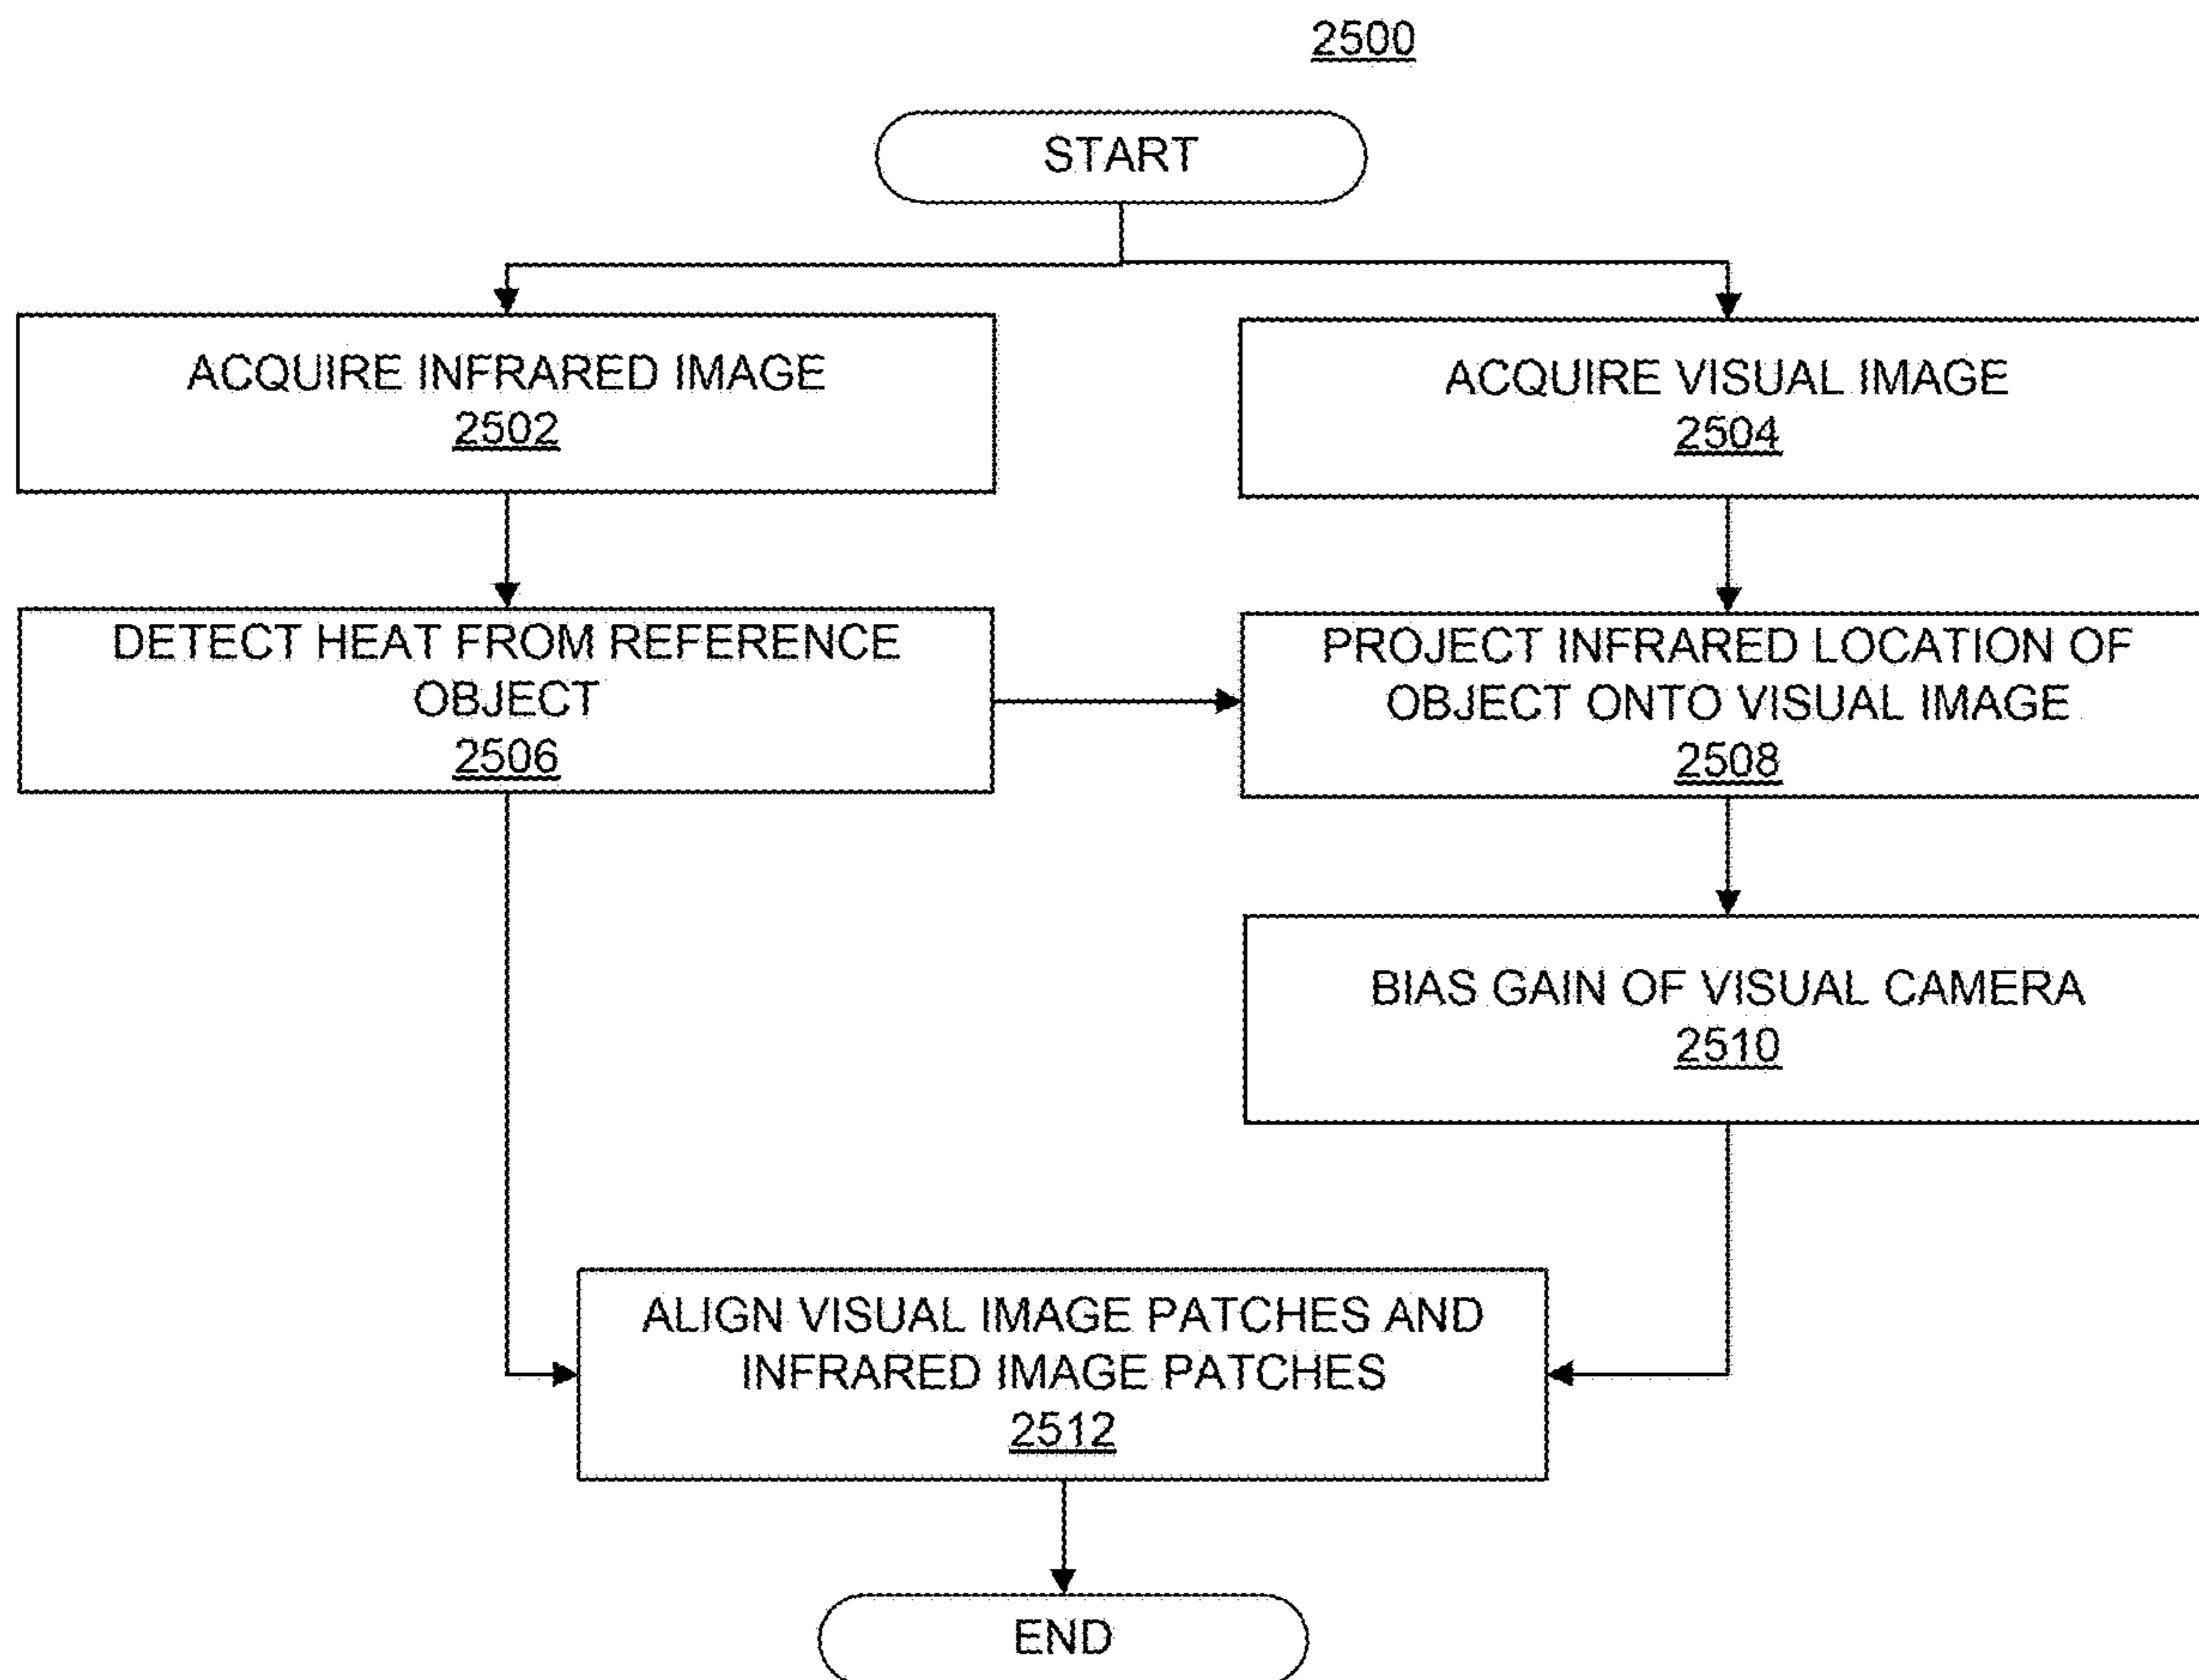 2500
START
ACQUIRE INFRARED IMAGE
2502
ACQUIRE VISUAL IMAGE
2504
DETECT HEAT FROM REFERENCE
OBJECT
2506
PROJECT INFRARED LOCATION OF
OBJECT ONTO VISUAL IMAGE
2508
BIAS GAIN OF VISUAL CAMERA
2510
ALIGN VISUAL IMAGE PATCHES AND
INFRARED IMAGE PATCHES
2512
END